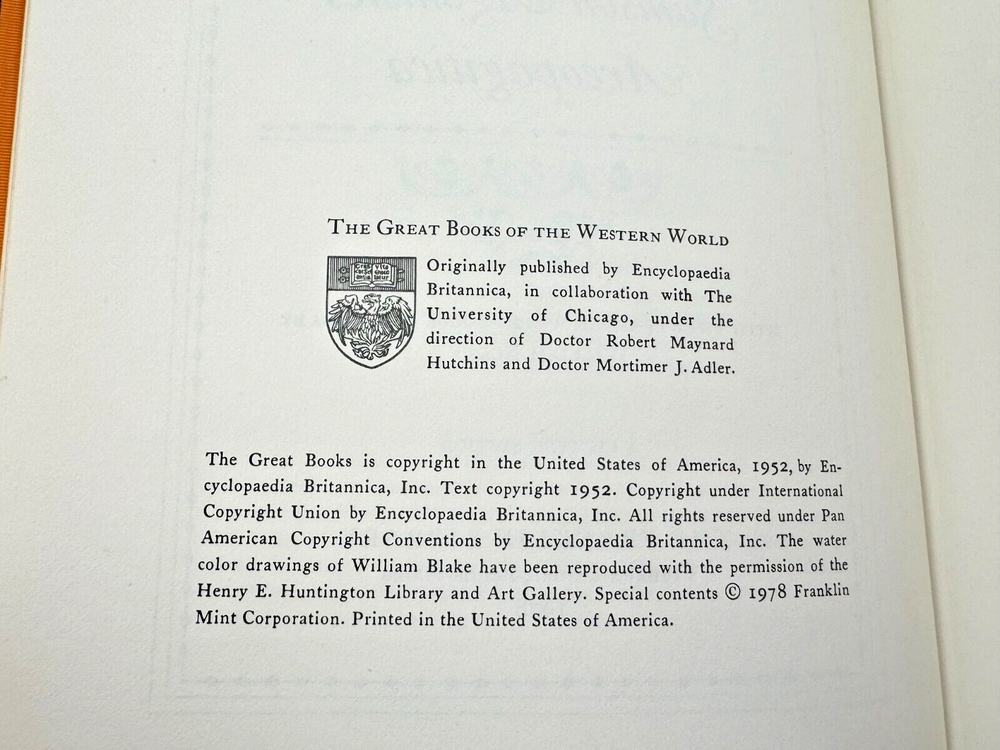 THE GREAT BOOKS OF THE WESTERN WORLD
Originally published by Encyclopaedia
Britannica, in collaboration with The
University of Chicago, under the
direction of Doctor Robert Maynard
Hutchins and Doctor Mortimer J. Adler.
The Great Books is copyright in the United States of America, 1952, by En-
cyclopaedia Britannica, Inc. Text copyright 1952. Copyright under International
Copyright Union by Encyclopaedia Britannica, Inc. All rights reserved under Pan
American Copyright Conventions by Encyclopaedia Britannica, Inc. The water
color drawings of William Blake have been reproduced with the permission of the
Henry E. Huntington Library and Art Gallery. Special contents © 1978 Franklin
Mint Corporation. Printed in the United States of America.